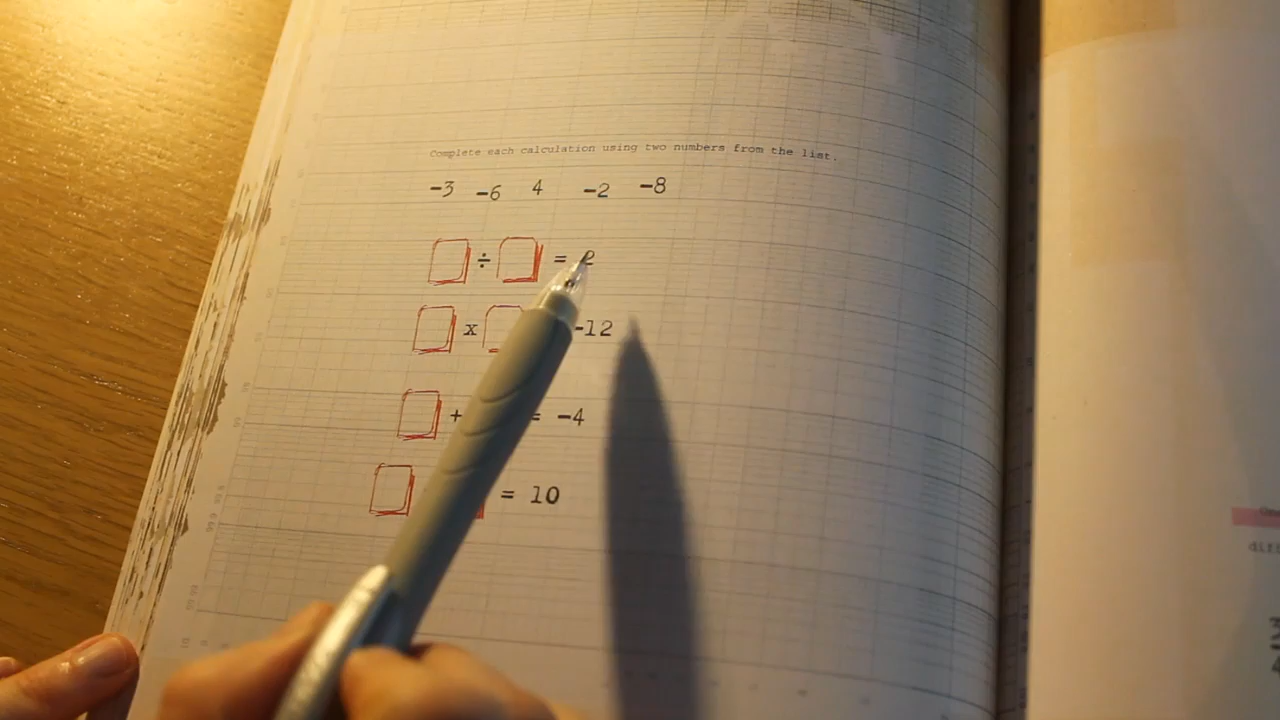 Complete each calculation using two numbers from the list.
-3 -6 4 -2 -8
÷ = 2
x -12
+ = -4
= 10